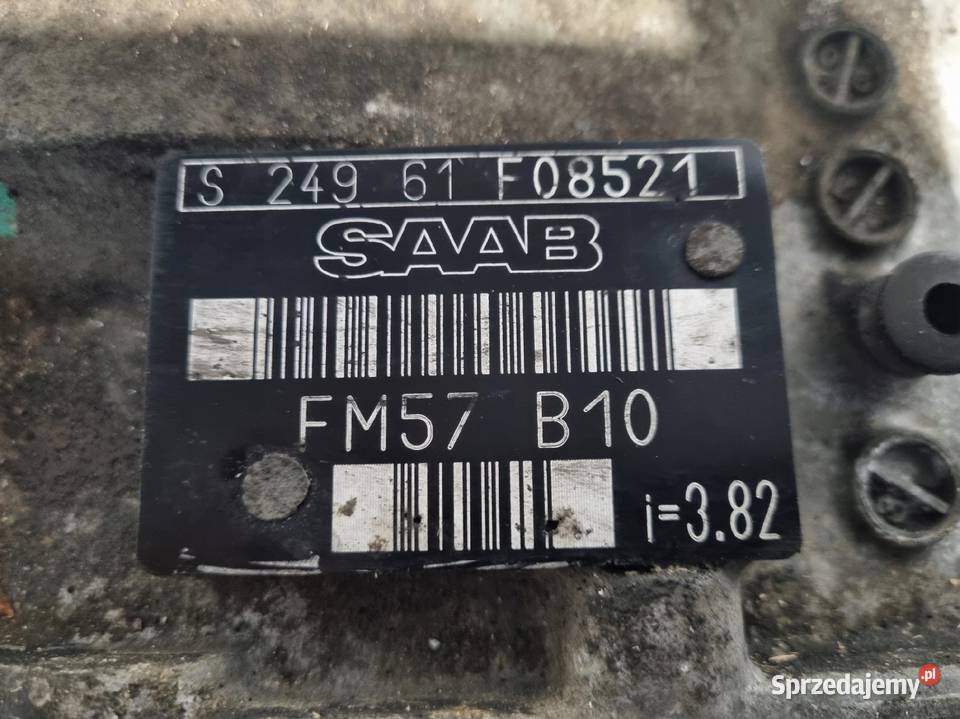 S 249 61 F08521
SAAB
FM57 B10
i=3.82
Sprzedajemy.pl